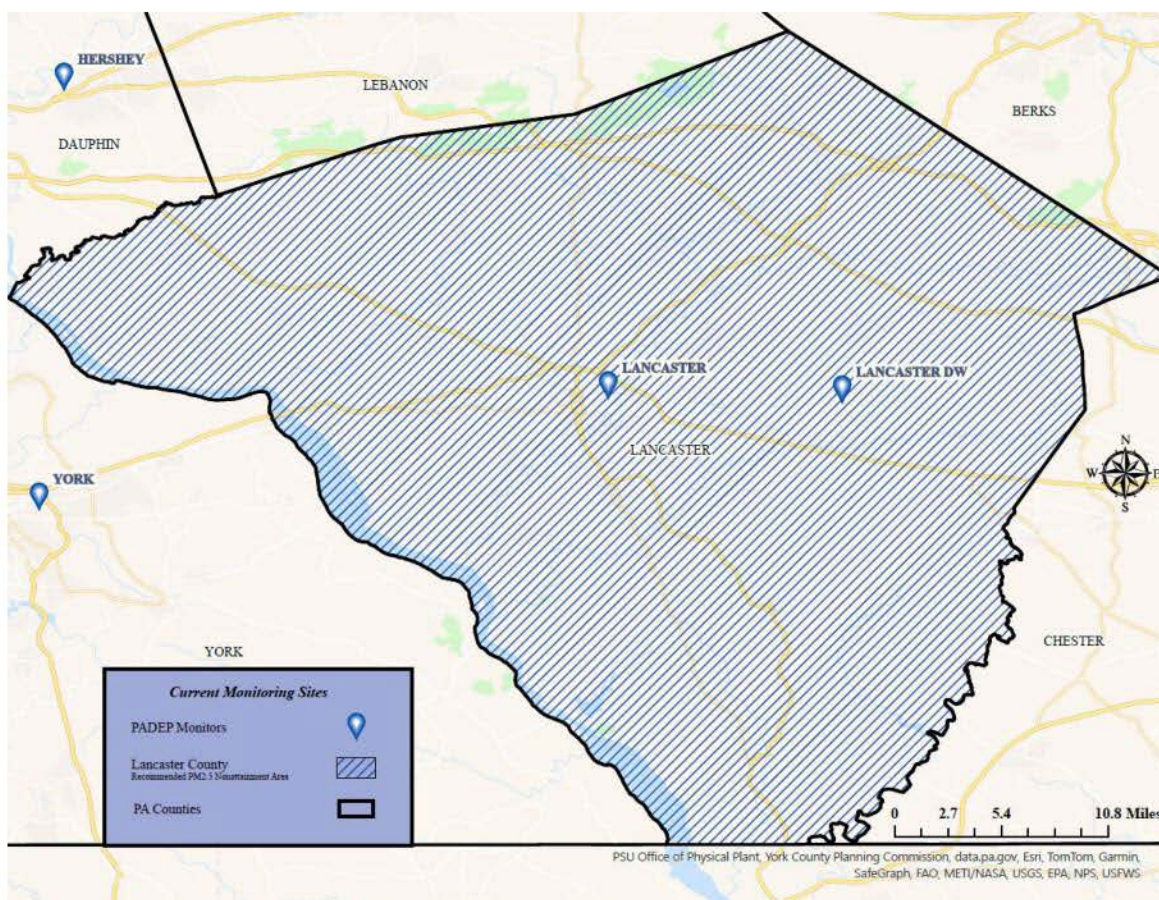 HERSHEY
LEBANON
BERKS
DAUPHIN
LANCASTER
LANCASTER DW
LANCASTER
N
W E
S
YORK
CHESTER
YORK
Current Monitoring Sites
PADEP Monitors
Lancaster County
Recommended PM2.5 Nonattainment Area
PA Counties
0 2.7 5.4 10.8 Miles
PSU Office of Physical Plant, York County Planning Commission, data.pa.gov, Esri, TomTom, Garmin,
SafeGraph, FAO, METI/NASA, USGS, EPA, NPS, USFWS